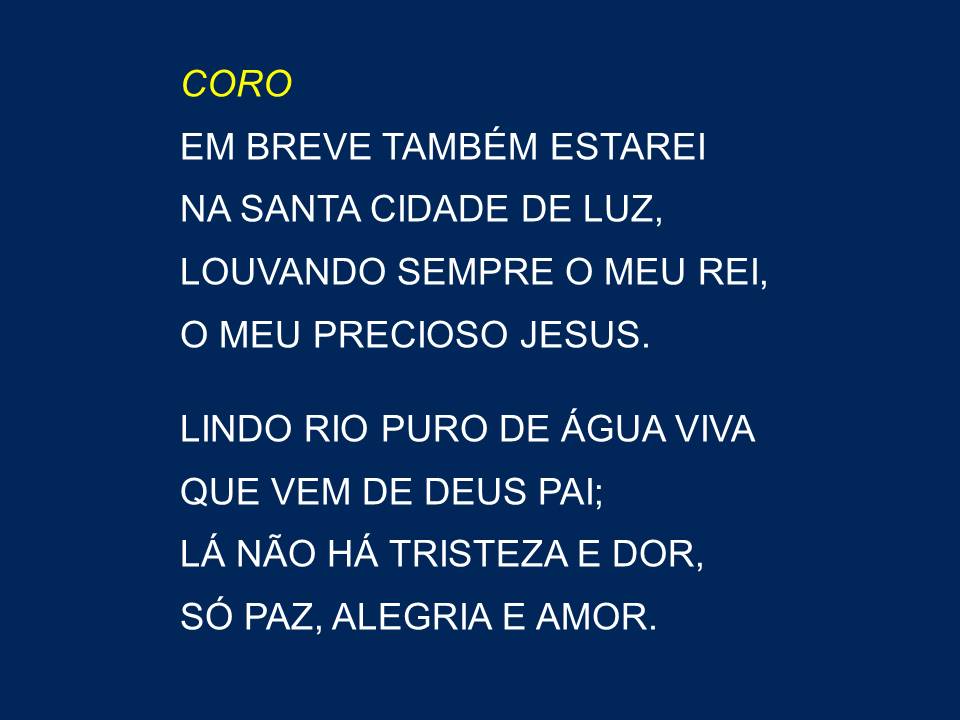 CORO
EM BREVE TAMBÉM ESTAREI
NA SANTA CIDADE DE LUZ,
LOUVANDO SEMPRE O MEU REI,
O MEU PRECIOSO JESUS.
LINDO RIO PURO DE ÁGUA VIVA
QUE VEM DE DEUS PAI;
LÁ NÃO HÁ TRISTEZA E DOR,
SÓ PAZ, ALEGRIA E AMOR.